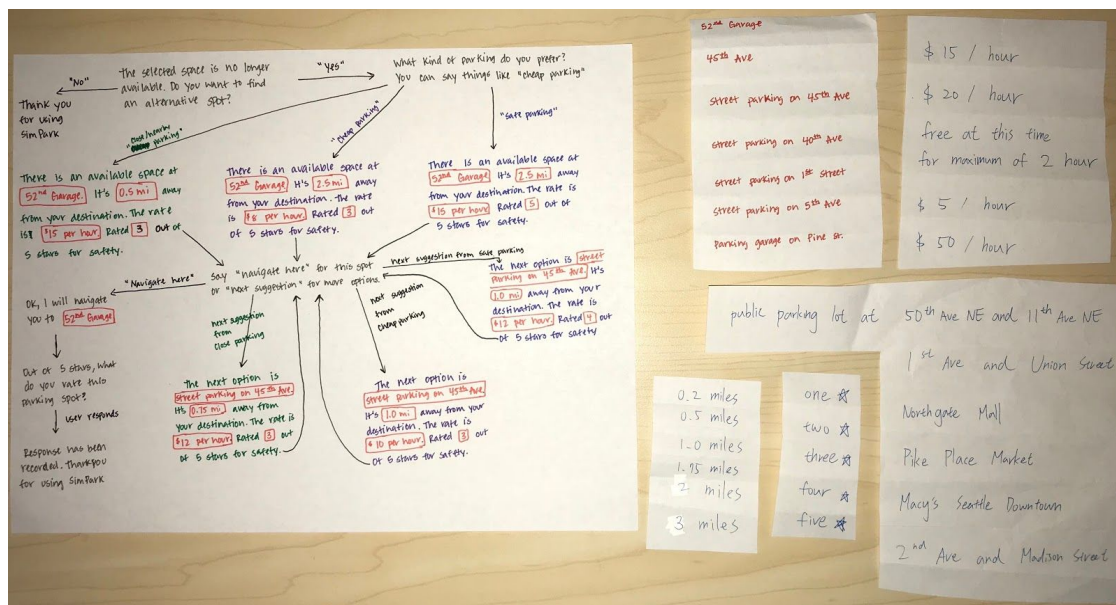 "No"
The selected space is no longer
available. Do you want to find
an alternative spot?
"Yes"
What kind of parking do you prefer?
You can say things like "cheap parking"
Thank you
for using
SimPark
"close/nearby
parking"
"cheap parking"
"safe parking"
There is an available space at
52nd Garage. It's 0.5 mi away
from your destination. The rate
is $15 per hour. Rated 3 out of
5 stars for safety.
There is an available space at
52nd Garage. It's 2.5 mi away
from your destination. The rate
is $8 per hour. Rated 3 out
of 5 stars for safety.
There is an available space at
52nd Garage. It's 2.5 mi away
from your destination. The rate is
$15 per hour. Rated 5 out of
5 stars for safety.
"Navigate here"
Say "navigate here" for this spot
or "next suggestion" for more options.
next suggestion from safe parking
The next option is street
parking on 45th Ave. It's
1.0 mi away from your
destination. The rate is
$12 per hour. Rated 4 out
of 5 stars for safety
OK, I will navigate
you to 52nd Garage
next suggestion
from
close parking
next suggestion
from
cheap parking
Out of 5 stars, what
do you rate this
parking spot?
user responds
Response has been
recorded. Thank you
for using SimPark
The next option is
street parking on 45th Ave.
It's 0.75 mi away from
your destination. The rate is
$12 per hour. Rated 3 out
of 5 stars for safety.
The next option is
street parking on 45th Ave.
It's 1.0 mi away from your
destination. The rate is
$10 per hour. Rated 3 out
of 5 stars for safety.
52nd Garage
45th Ave
street parking on 45th Ave
street parking on 40th Ave
street parking on 1st Street
street parking on 5th Ave
Parking garage on Pine St.
$ 15 / hour
$ 20 / hour
free at this time
for maximum of 2 hour
$ 5 / hour
$ 50 / hour
public parking lot at 50th Ave NE and 11th Ave NE
1st Ave and Union Street
Northgate Mall
Pike Place Market
Macy's Seattle Downtown
2nd Ave and Madison Street
0.2 miles
0.5 miles
1.0 miles
1.75 miles
2 miles
3 miles
one ☆
two ☆
three ☆
four ☆
five ☆